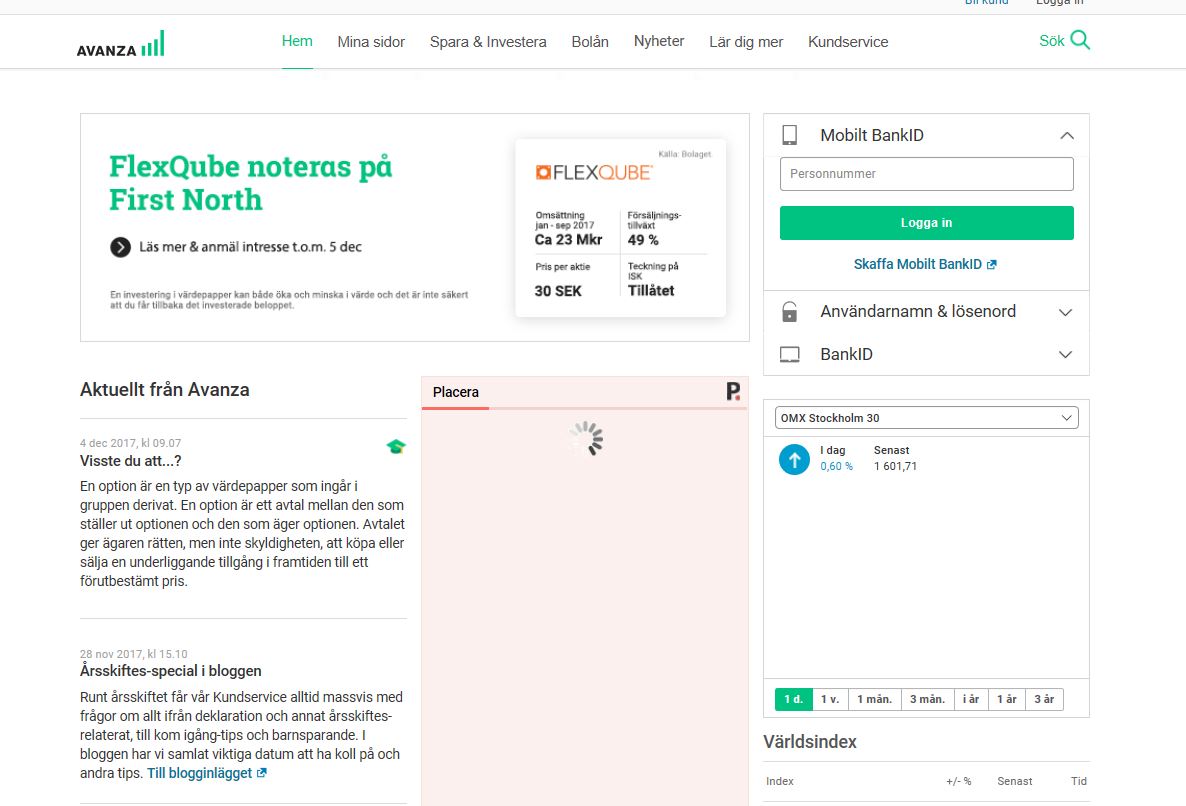 Bli kund
Logga in
AVANZA
Hem
Mina sidor
Spara & Investera
Bolån
Nyheter
Lär dig mer
Kundservice
Sök
FlexQube noteras på
First North
Läs mer & anmäl intresse t.o.m. 5 dec
En investering i värdepapper kan både öka och minska i värde och det är inte säkert
att du får tillbaka det investerade beloppet.
Källa: Bolaget
FLEXQUBE
Omsättning
jan - sep 2017
Ca 23 Mkr
Försäljnings-
tillväxt
49 %
Pris per aktie
30 SEK
Teckning på
ISK
Tillåtet
Mobilt BankID
Personnummer
Logga in
Skaffa Mobilt BankID
Användarnamn & lösenord
BankID
Aktuellt från Avanza
4 dec 2017, kl 09.07
Visste du att...?
En option är en typ av värdepapper som ingår i
gruppen derivat. En option är ett avtal mellan den som
ställer ut optionen och den som äger optionen. Avtalet
ger ägaren rätten, men inte skyldigheten, att köpa eller
sälja en underliggande tillgång i framtiden till ett
förutbestämt pris.
28 nov 2017, kl 15.10
Årsskiftes-special i bloggen
Runt årsskiftet får vår Kundservice alltid massvis med
frågor om allt ifrån deklaration och annat årsskiftes-
relaterat, till kom igång-tips och barnsparande. I
bloggen har vi samlat viktiga datum att ha koll på och
andra tips. Till blogginlägget
Placera
P.
OMX Stockholm 30
I dag
0,60 %
Senast
1 601,71
1 d.
1 v.
1 mån.
3 mån.
i år
1 år
3 år
Världsindex
Index
+/- %
Senast
Tid